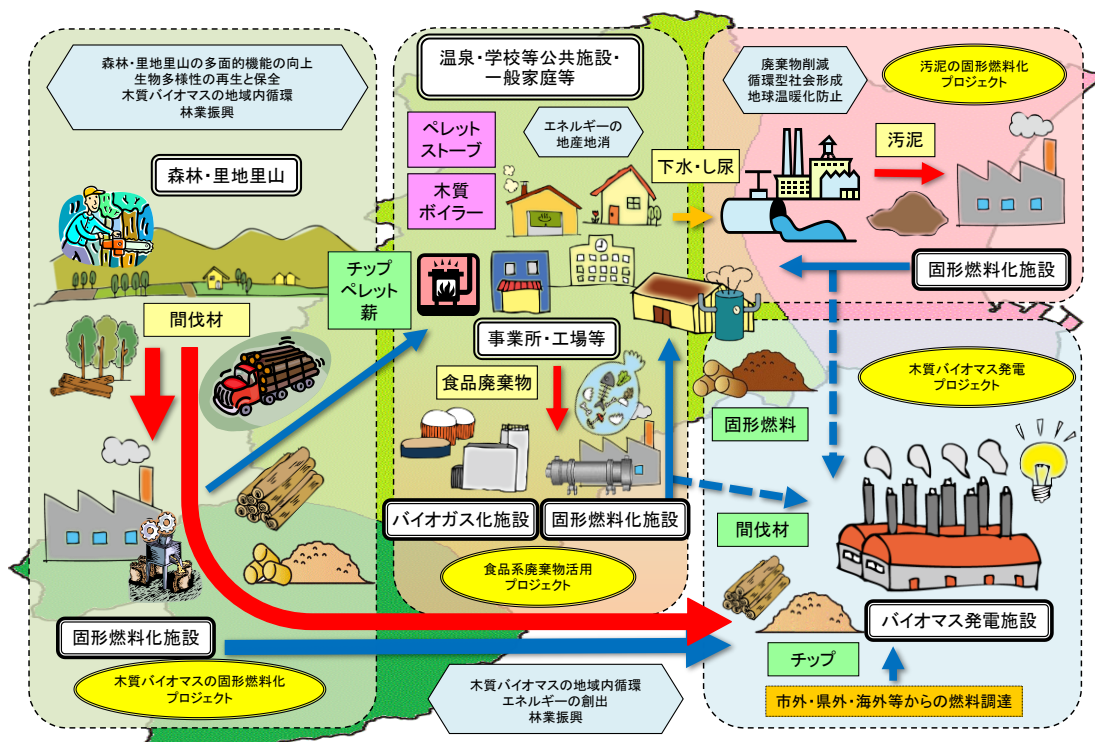 森林・里地里山の多面的機能の向上
生物多様性の再生と保全
木質バイオマスの地域内循環
林業振興
森林・里地里山
間伐材
チップ
ペレット
薪
固形燃料化施設
木質バイオマスの固形燃料化
プロジェクト
温泉・学校等公共施設・
一般家庭等
ペレット
ストーブ
エネルギーの
地産地消
木質
ボイラー
事業所・工場等
食品廃棄物
バイオガス化施設
固形燃料化施設
食品系廃棄物活用
プロジェクト
木質バイオマスの地域内循環
エネルギーの創出
林業振興
廃棄物削減
循環型社会形成
地球温暖化防止
汚泥の固形燃料化
プロジェクト
下水・し尿
汚泥
固形燃料化施設
木質バイオマス発電
プロジェクト
固形燃料
間伐材
バイオマス発電施設
チップ
市外・県外・海外等からの燃料調達